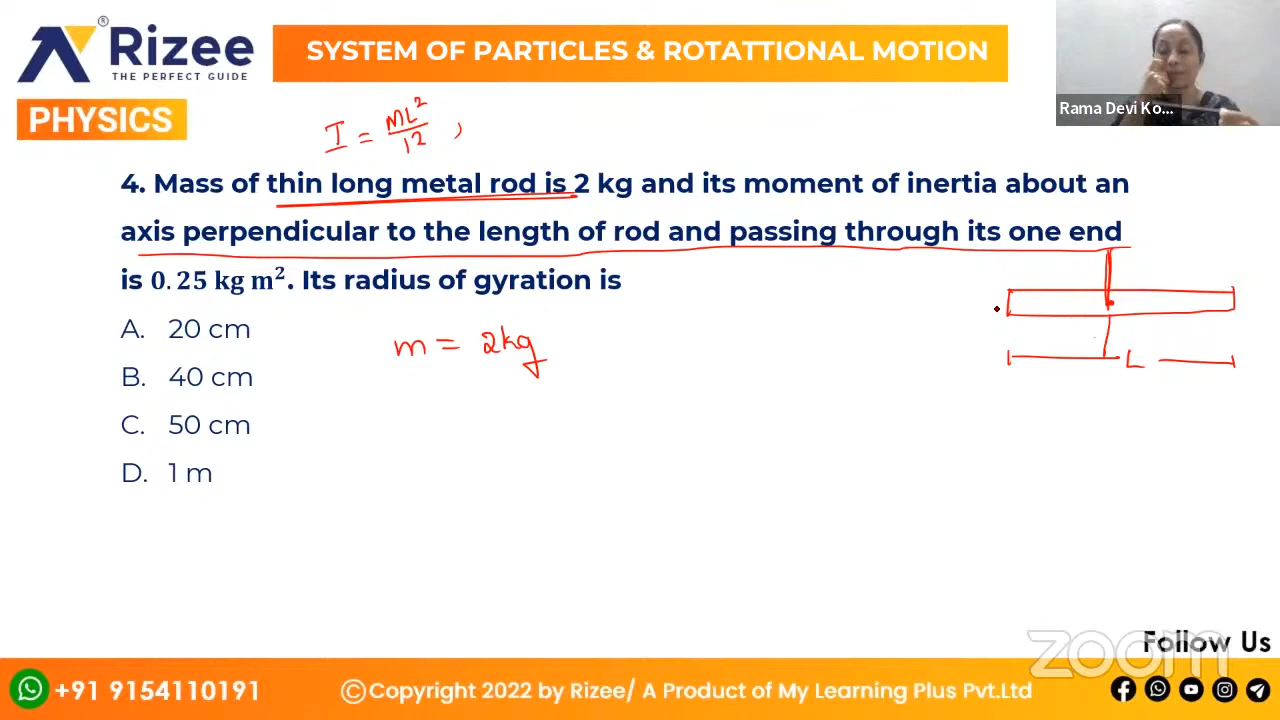 Rizee®
THE PERFECT GUIDE
SYSTEM OF PARTICLES & ROTATTIONAL MOTION
PHYSICS
Rama Devi Ko...
I = ML²/12 ,
4. Mass of thin long metal rod is 2 kg and its moment of inertia about an
axis perpendicular to the length of rod and passing through its one end
is 0.25 kg m². Its radius of gyration is
A. 20 cm
m = 2kg
B. 40 cm
C. 50 cm
D. 1 m
L
Follow Us
zoom
+91 9154110191
©Copyright 2022 by Rizee/ A Product of My Learning Plus Pvt.Ltd